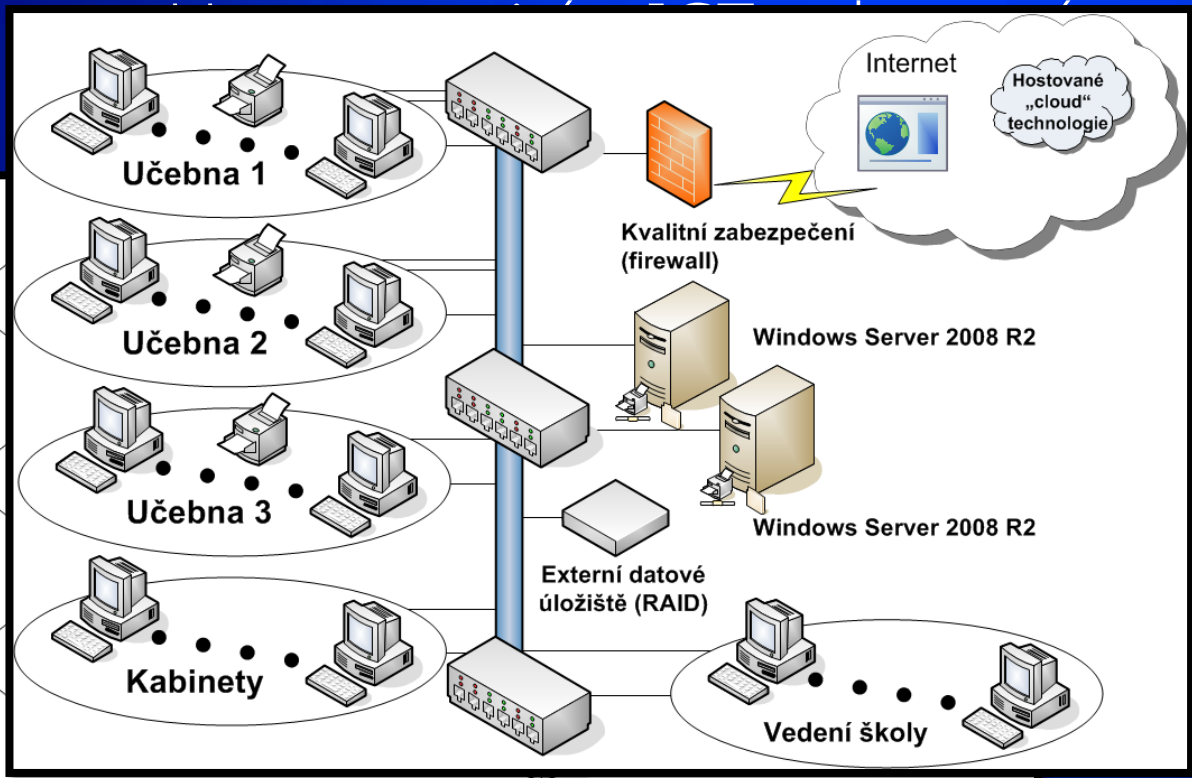 Internet
Hostované
„cloud“
technologie
Učebna 1
Kvalitní zabezpečení
(firewall)
Učebna 2
Windows Server 2008 R2
Učebna 3
Windows Server 2008 R2
Externí datové
úložiště (RAID)
Kabinety
Vedení školy